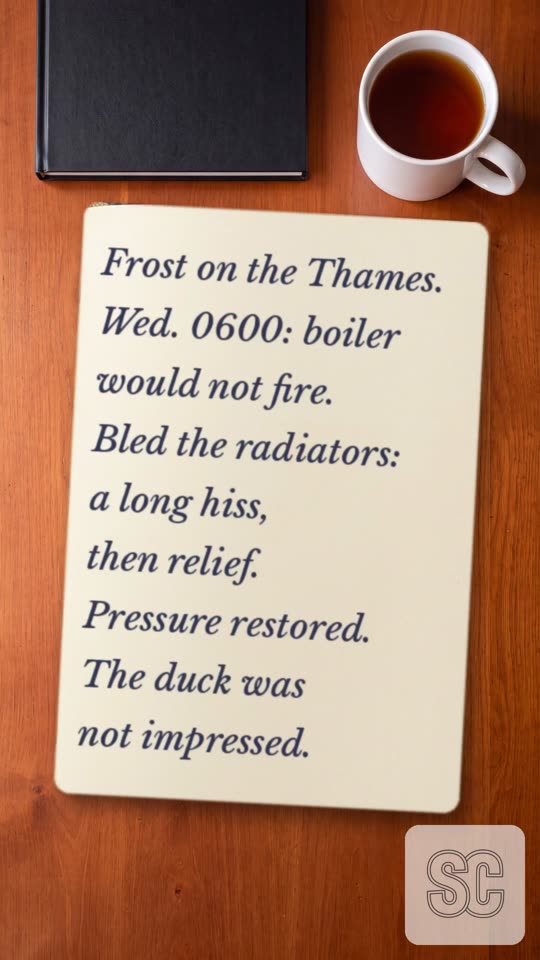 Frost on the Thames.
Wed. 0600: boiler
would not fire.
Bled the radiators:
a long hiss,
then relief.
Pressure restored.
The duck was
not impressed.
SC